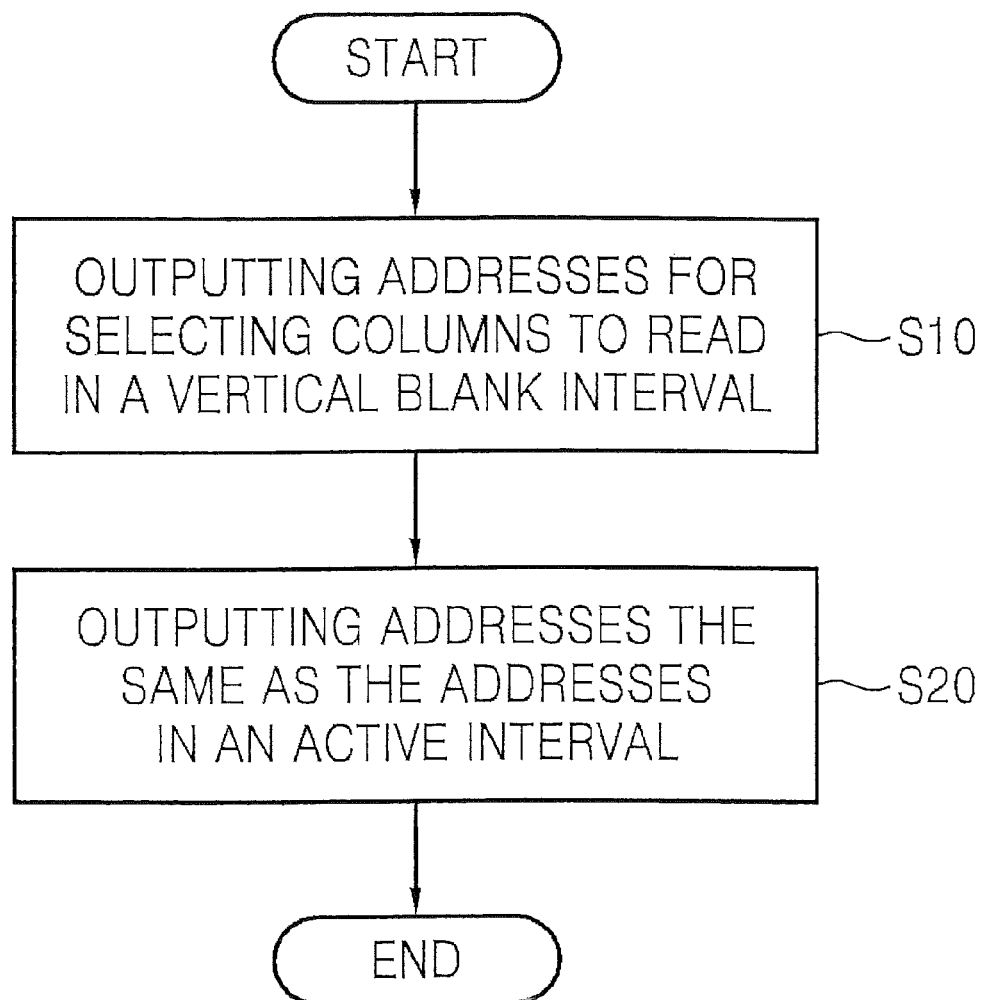 START
OUTPUTTING ADDRESSES FOR
SELECTING COLUMNS TO READ
IN A VERTICAL BLANK INTERVAL
S10
OUTPUTTING ADDRESSES THE
SAME AS THE ADDRESSES
IN AN ACTIVE INTERVAL
S20
END